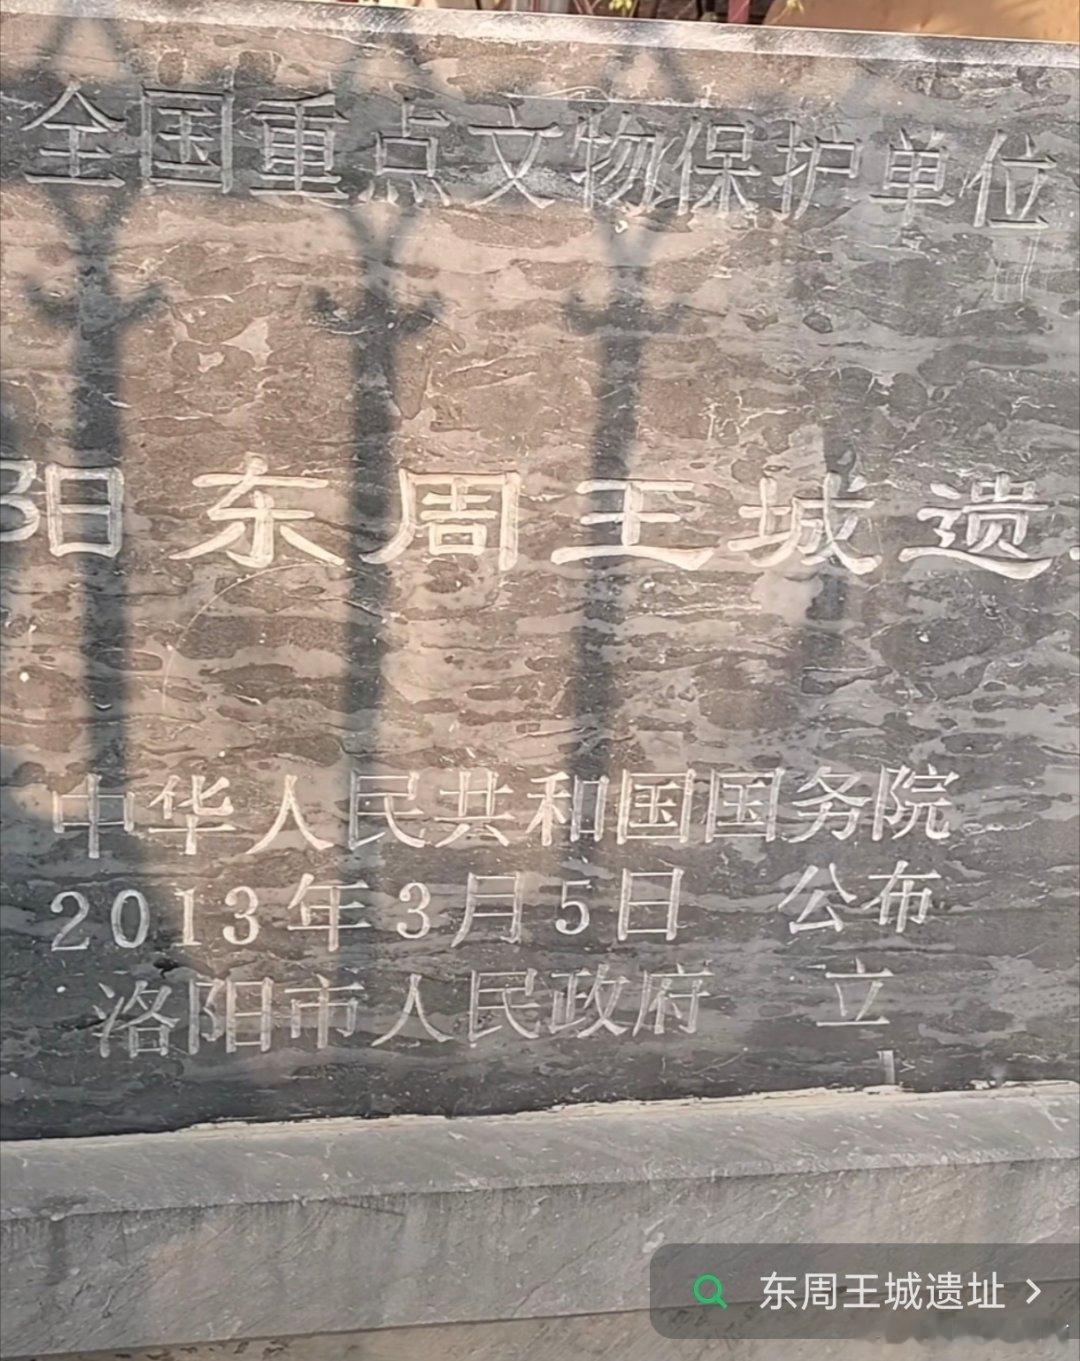 全国重点文物保护单位
阳东周王城遗
中华人民共和国国务院
2013年3月5日 公布
洛阳市人民政府 立
东周王城遗址